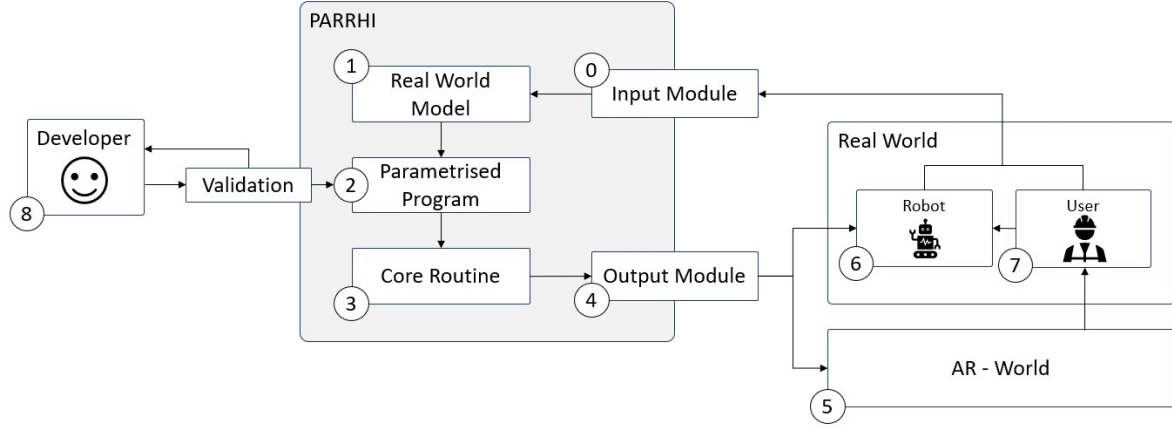 PARRHI
1
Real World
Model
0
Input Module
Developer
8
Validation
2
Parametrised
Program
3
Core Routine
4
Output Module
Real World
Robot
6
User
7
AR - World
5